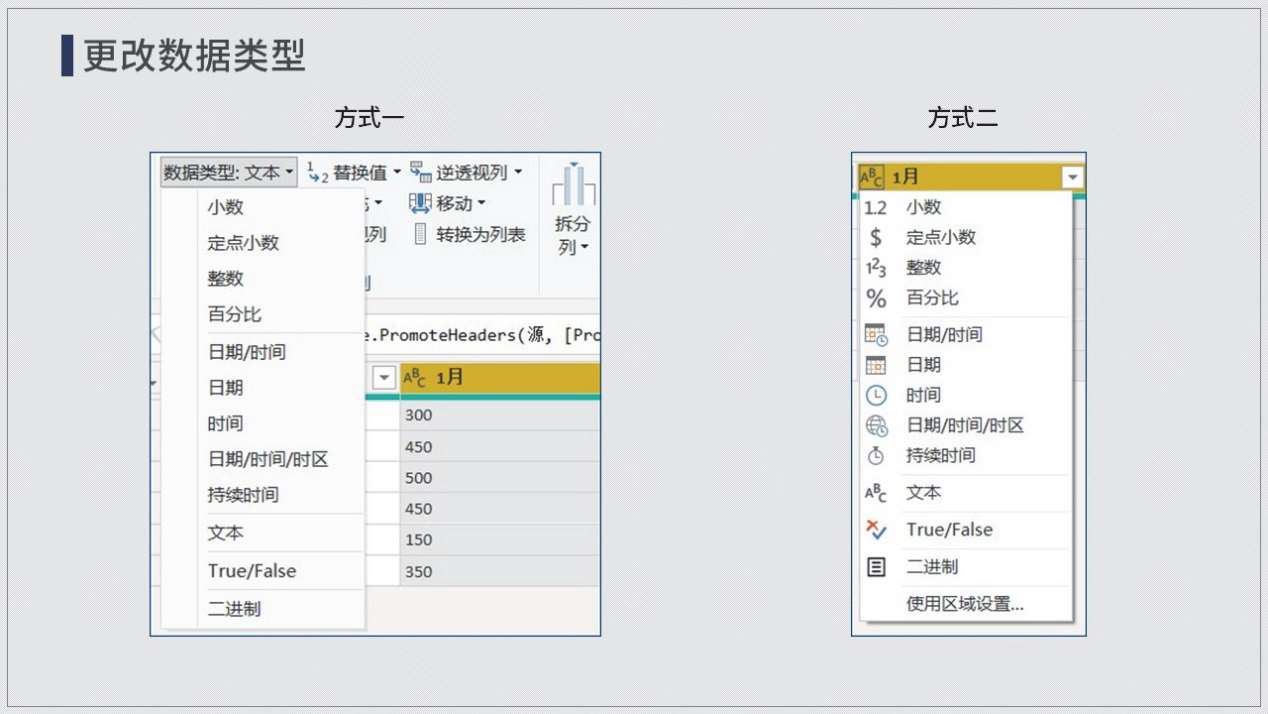 更改数据类型
方式一
数据类型: 文本
1
2 替换值
逆透视列
移动
转换为列表
拆分
列
小数
定点小数
整数
百分比
日期/时间
日期
时间
日期/时间/时区
持续时间
文本
True/False
二进制
e.PromoteHeaders(源, [Pro
ABC 1月
300
450
500
450
150
350
方式二
ABC 1月
1.2 小数
$ 定点小数
123 整数
% 百分比
日期/时间
日期
时间
日期/时间/时区
持续时间
ABC 文本
True/False
二进制
使用区域设置...